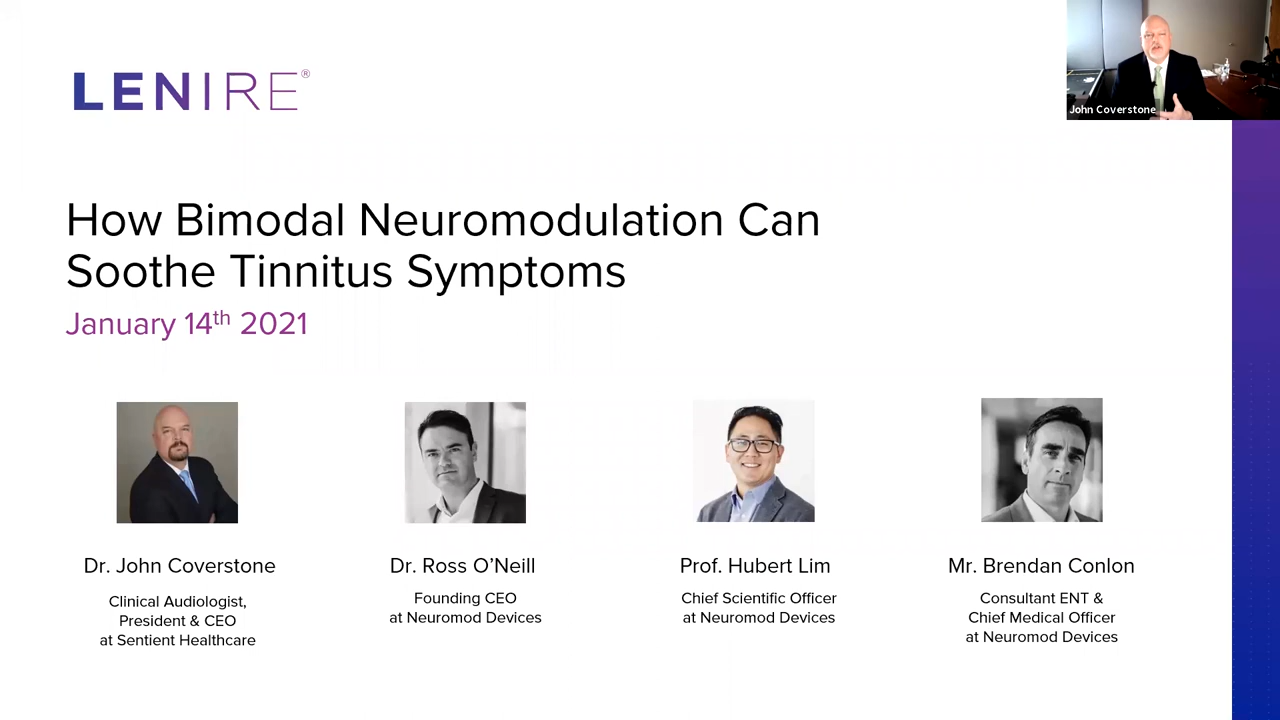 LENIRE®
John Coverstone
How Bimodal Neuromodulation Can
Soothe Tinnitus Symptoms
January 14th 2021
Dr. John Coverstone
Clinical Audiologist,
President & CEO
at Sentient Healthcare
Dr. Ross O’Neill
Founding CEO
at Neuromod Devices
Prof. Hubert Lim
Chief Scientific Officer
at Neuromod Devices
Mr. Brendan Conlon
Consultant ENT &
Chief Medical Officer
at Neuromod Devices